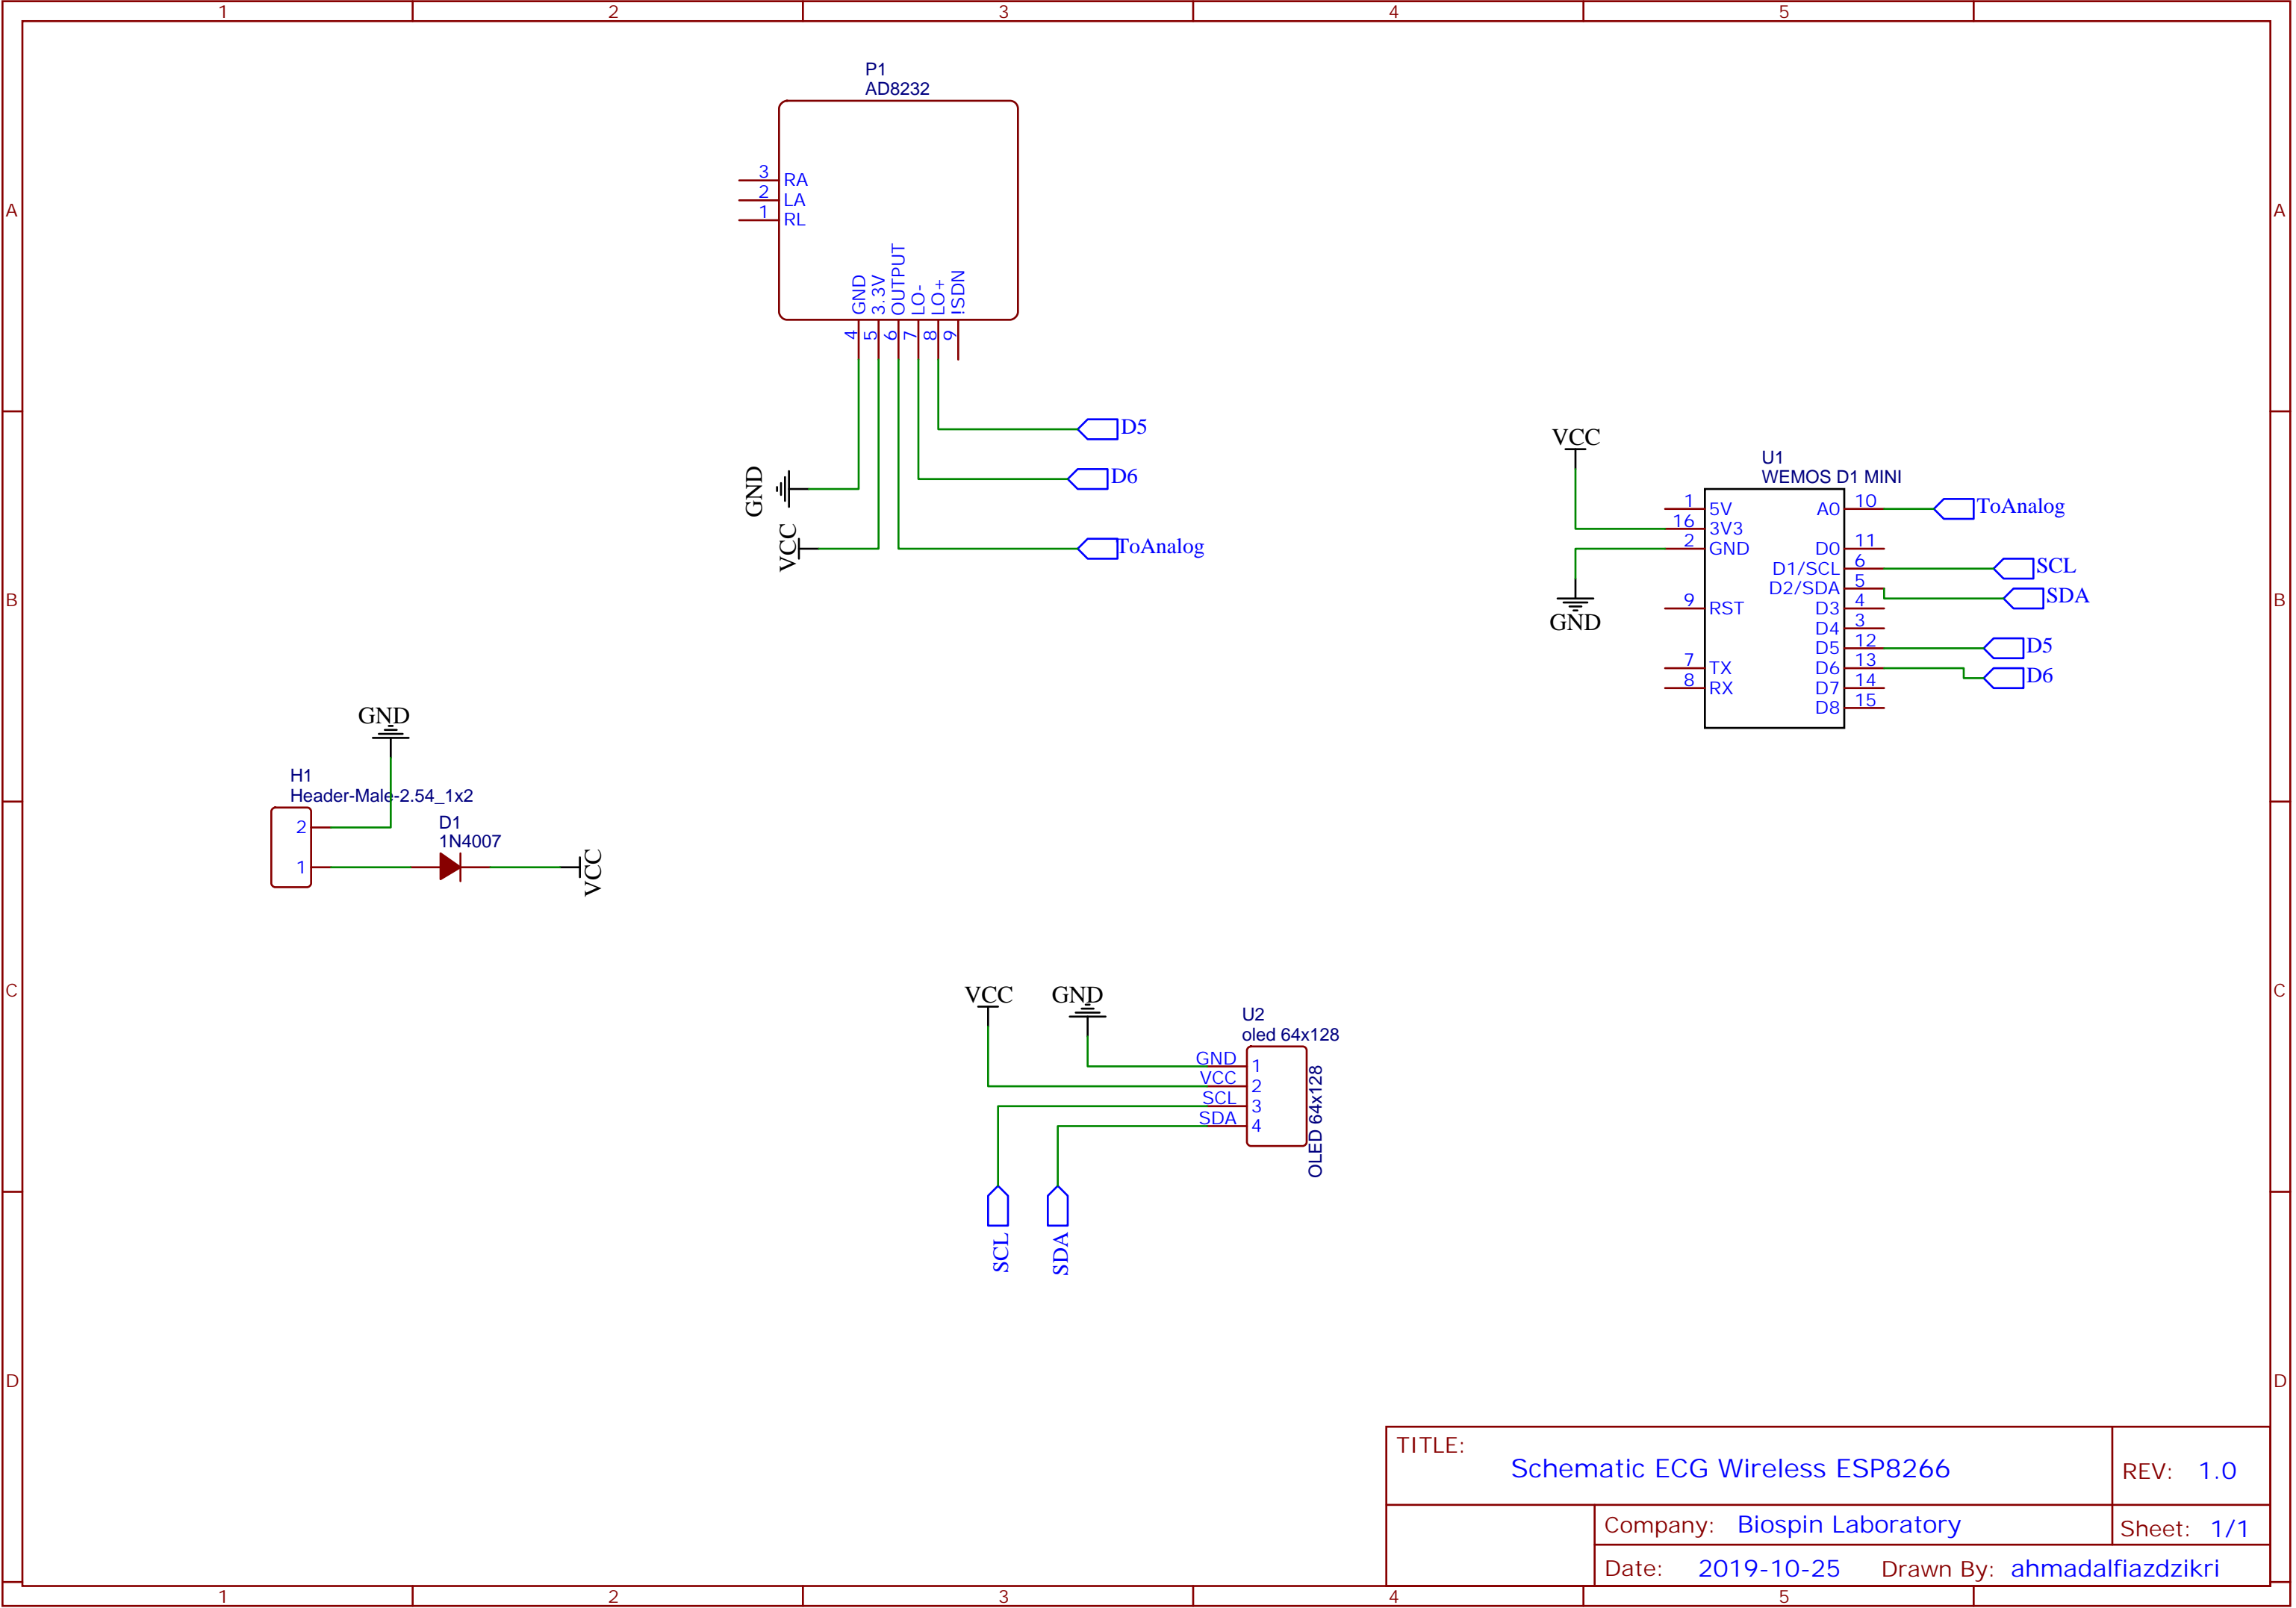 1 2 3 4 5
A A
B B
C C
D D
P1
AD8232
3 RA
2 LA
1 RL
GND
3.3V
OUTPUT
LO-
LO+
!SDN
4 5 6 7 8 9
D5
GND
D6
VCC
ToAnalog
VCC
U1
WEMOS D1 MINI
1 5V
16 3V3
2 GND
9 RST
7 TX
8 RX
A0 10 ToAnalog
D0 11
D1/SCL 6 SCL
D2/SDA 5 SDA
D3 4
D4 3
D5 12 D5
D6 13 D6
D7 14
D8 15
GND
GND
H1
Header-Male-2.54_1x2
2
1
D1
1N4007
VCC
VCC GND
U2
oled 64x128
GND 1
VCC 2
SCL 3
SDA 4
OLED 64x128
SCL
SDA
TITLE:
Schematic ECG Wireless ESP8266
REV: 1.0
Company: Biospin Laboratory
Sheet: 1/1
Date: 2019-10-25 Drawn By: ahmadalfiazdzikri
1 2 3 4 5